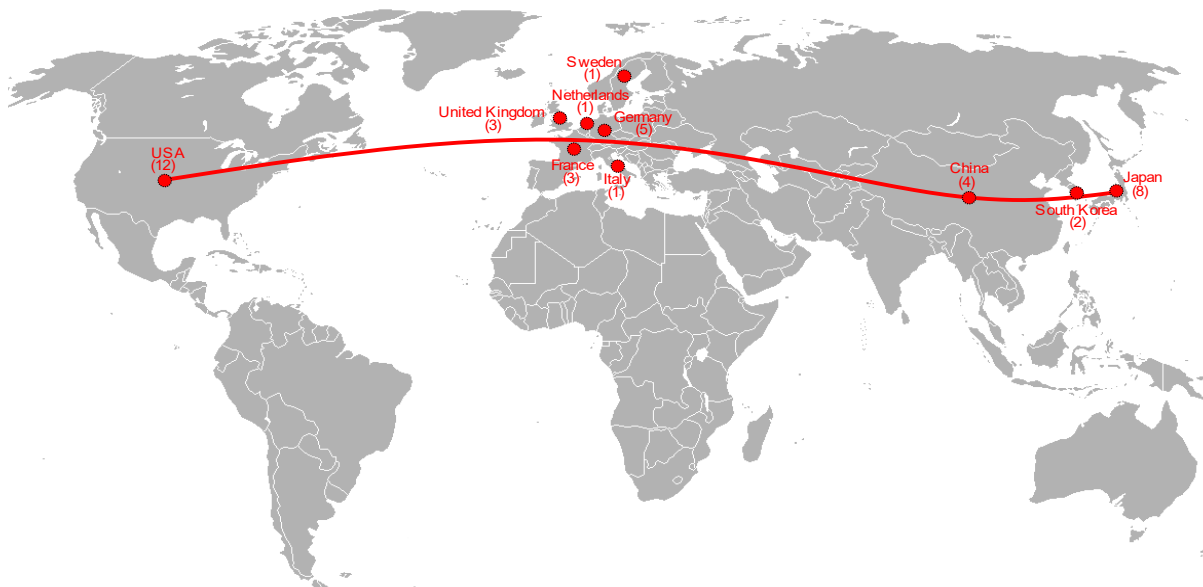 Sweden
(1)
Netherlands
(1)
United Kingdom
(3)
Germany
(5)
USA
(12)
France
(3)
Italy
(1)
China
(4)
Japan
(8)
South Korea
(2)